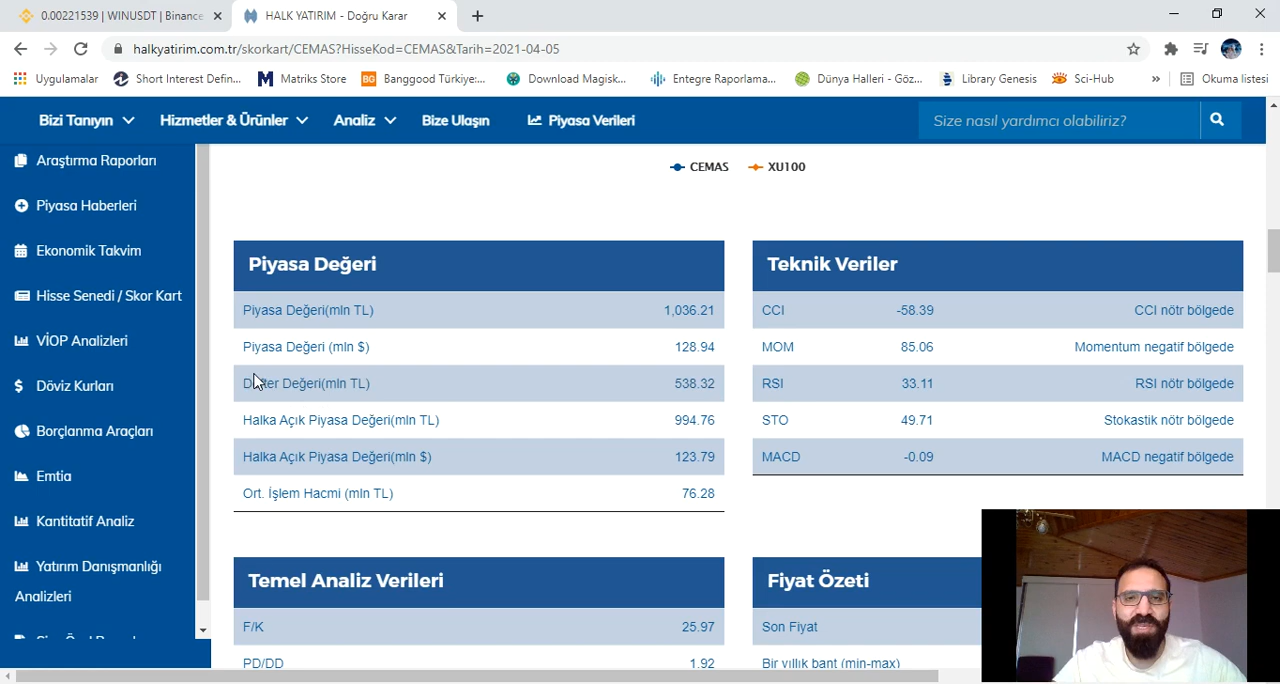 0.00221539 | WINUSDT | Binance
HALK YATIRIM - Doğru Karar
halkyatirim.com.tr/skorkart/CEMAS?HisseKod=CEMAS&Tarih=2021-04-05
Uygulamalar
Short Interest Defin...
Matriks Store
BG Banggood Türkiye:...
Download Magisk...
Entegre Raporlama...
Dünya Halleri - Göz...
Library Genesis
Sci-Hub
»
Okuma listesi
Bizi Tanıyın
Hizmetler & Ürünler
Analiz
Bize Ulaşın
Piyasa Verileri
Size nasıl yardımcı olabiliriz?
Araştırma Raporları
Piyasa Haberleri
Ekonomik Takvim
Hisse Senedi / Skor Kart
VİOP Analizleri
Döviz Kurları
Borçlanma Araçları
Emtia
Kantitatif Analiz
Yatırım Danışmanlığı
Analizleri
CEMAS XU100
Piyasa Değeri
Piyasa Değeri(mln TL) 1,036.21
Piyasa Değeri (mln $) 128.94
Defter Değeri(mln TL) 538.32
Halka Açık Piyasa Değeri(mln TL) 994.76
Halka Açık Piyasa Değeri(mln $) 123.79
Ort. İşlem Hacmi (mln TL) 76.28
Teknik Veriler
CCI -58.39 CCI nötr bölgede
MOM 85.06 Momentum negatif bölgede
RSI 33.11 RSI nötr bölgede
STO 49.71 Stokastik nötr bölgede
MACD -0.09 MACD negatif bölgede
Temel Analiz Verileri
F/K 25.97
PD/DD 1.92
Fiyat Özeti
Son Fiyat
Bir yıllık bant (min-max)